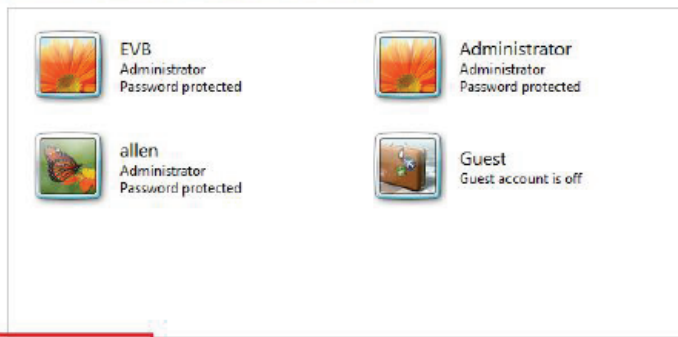 EVB
Administrator
Password protected
Administrator
Administrator
Password protected
allen
Administrator
Password protected
Guest
Guest account is off